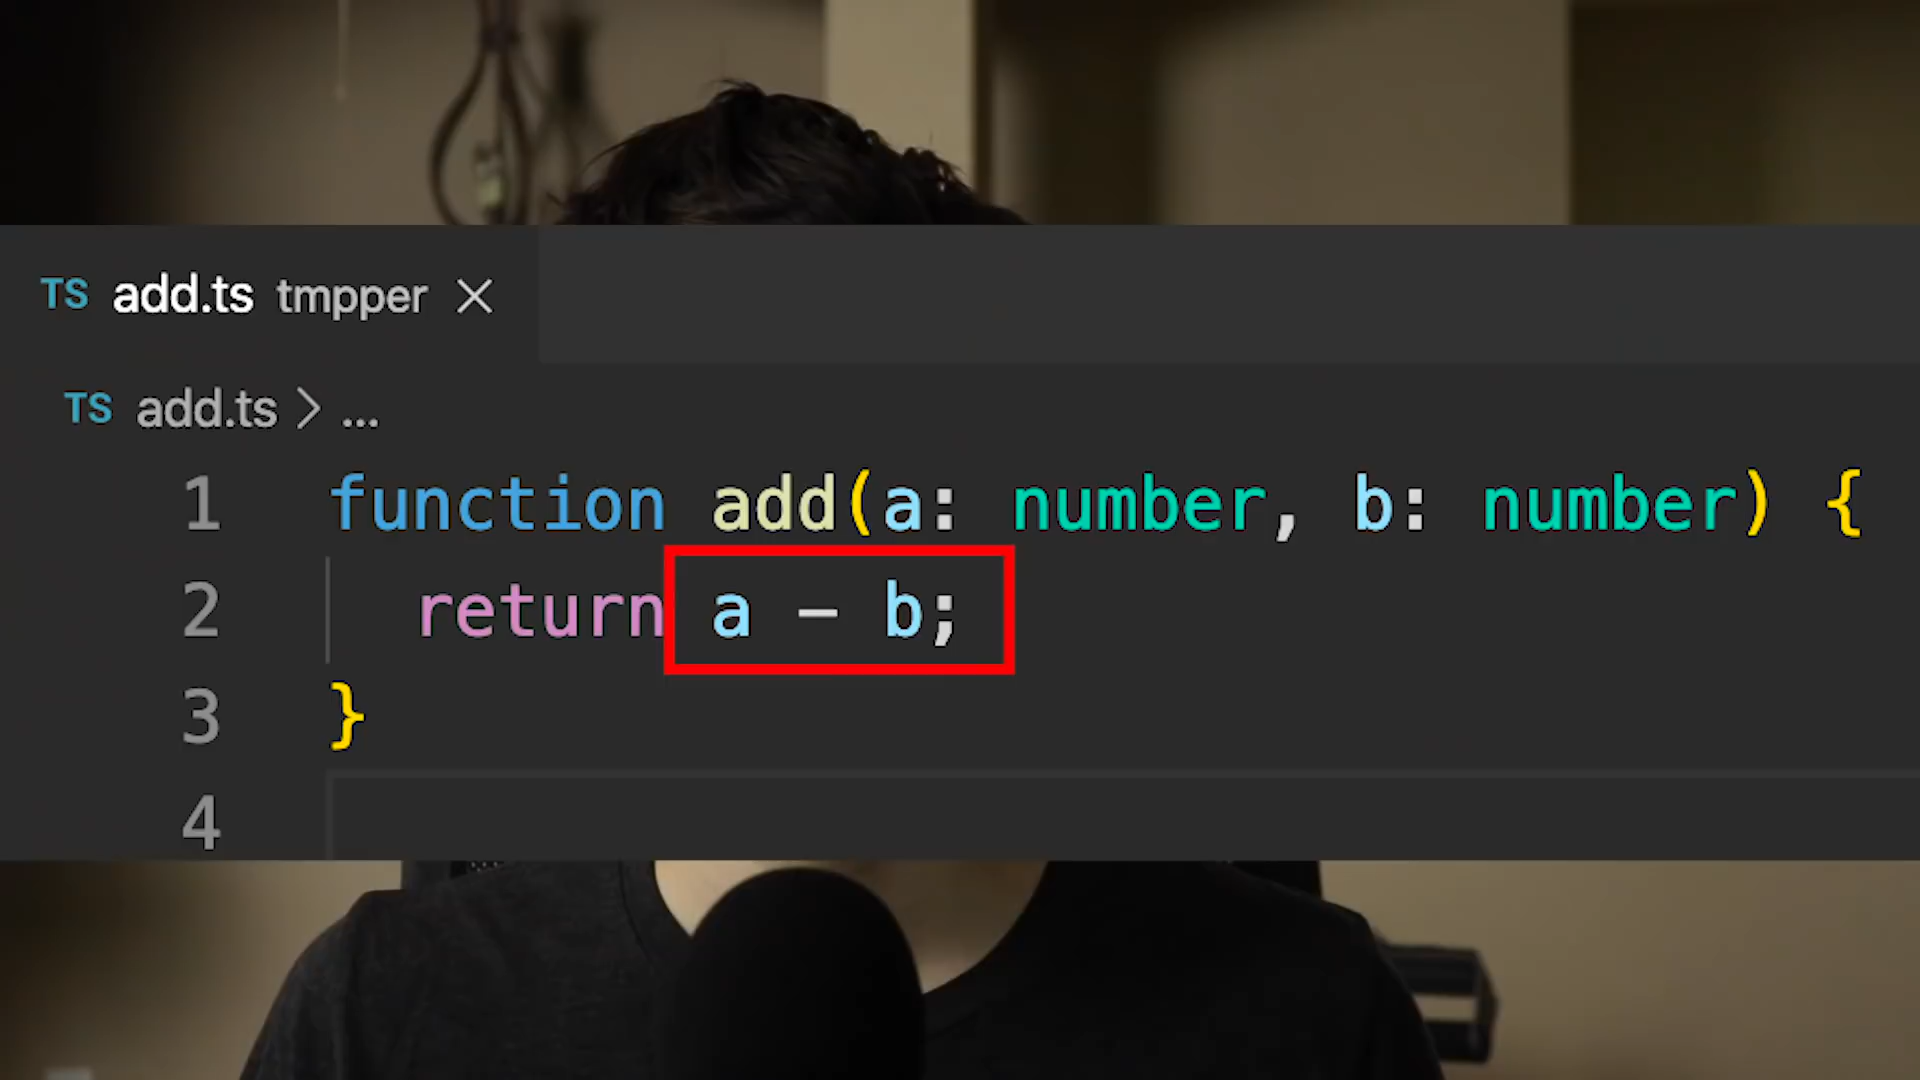 TS add.ts tmpper ×
TS add.ts > ...
1 function add(a: number, b: number) {
2 return a - b;
3 }
4